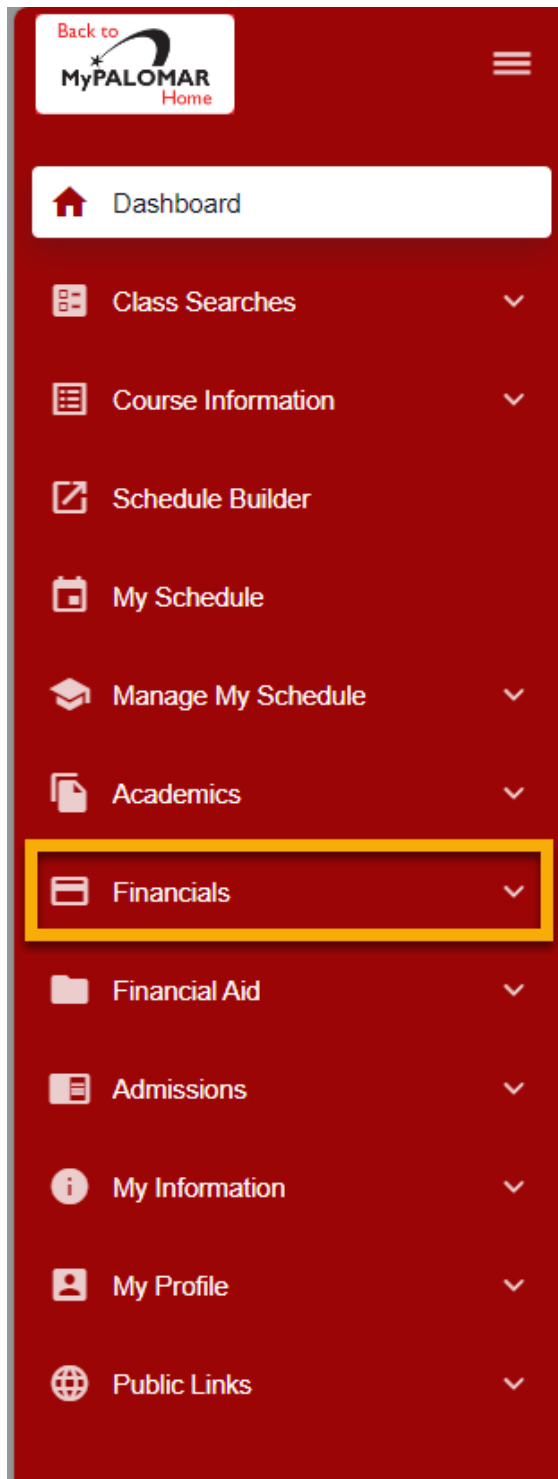 Back to
MyPALOMAR
Home
Dashboard
Class Searches
Course Information
Schedule Builder
My Schedule
Manage My Schedule
Academics
Financials
Financial Aid
Admissions
My Information
My Profile
Public Links